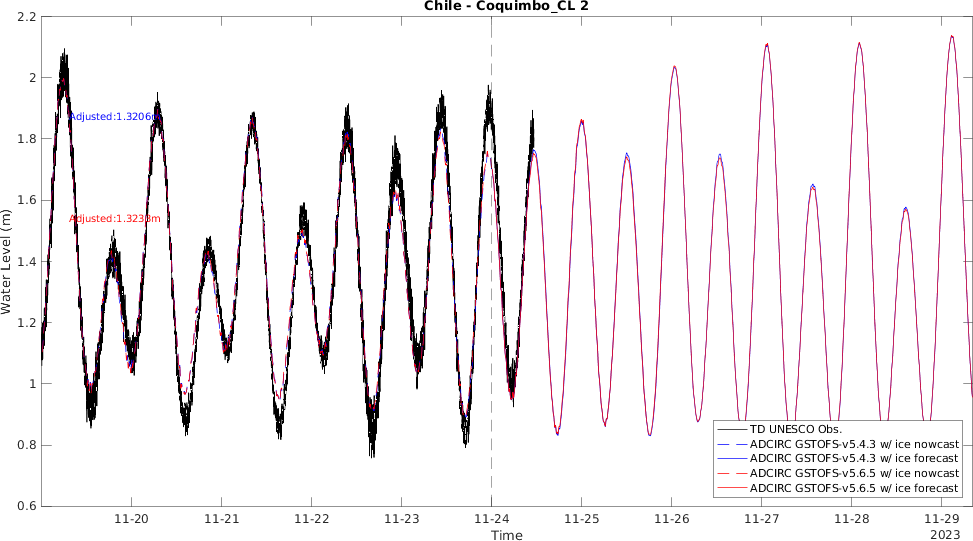 Chile - Coquimbo_CL 2
2.2
2
1.8
1.6
1.4
1.2
1
0.8
0.6
Water Level (m)
Adjusted:1.3206m
Adjusted:1.3233m
TD UNESCO Obs.
ADCIRC GSTOFS-v5.4.3 w/ ice nowcast
ADCIRC GSTOFS-v5.4.3 w/ ice forecast
ADCIRC GSTOFS-v5.6.5 w/ ice nowcast
ADCIRC GSTOFS-v5.6.5 w/ ice forecast
11-20 11-21 11-22 11-23 11-24 11-25 11-26 11-27 11-28 11-29
Time
2023